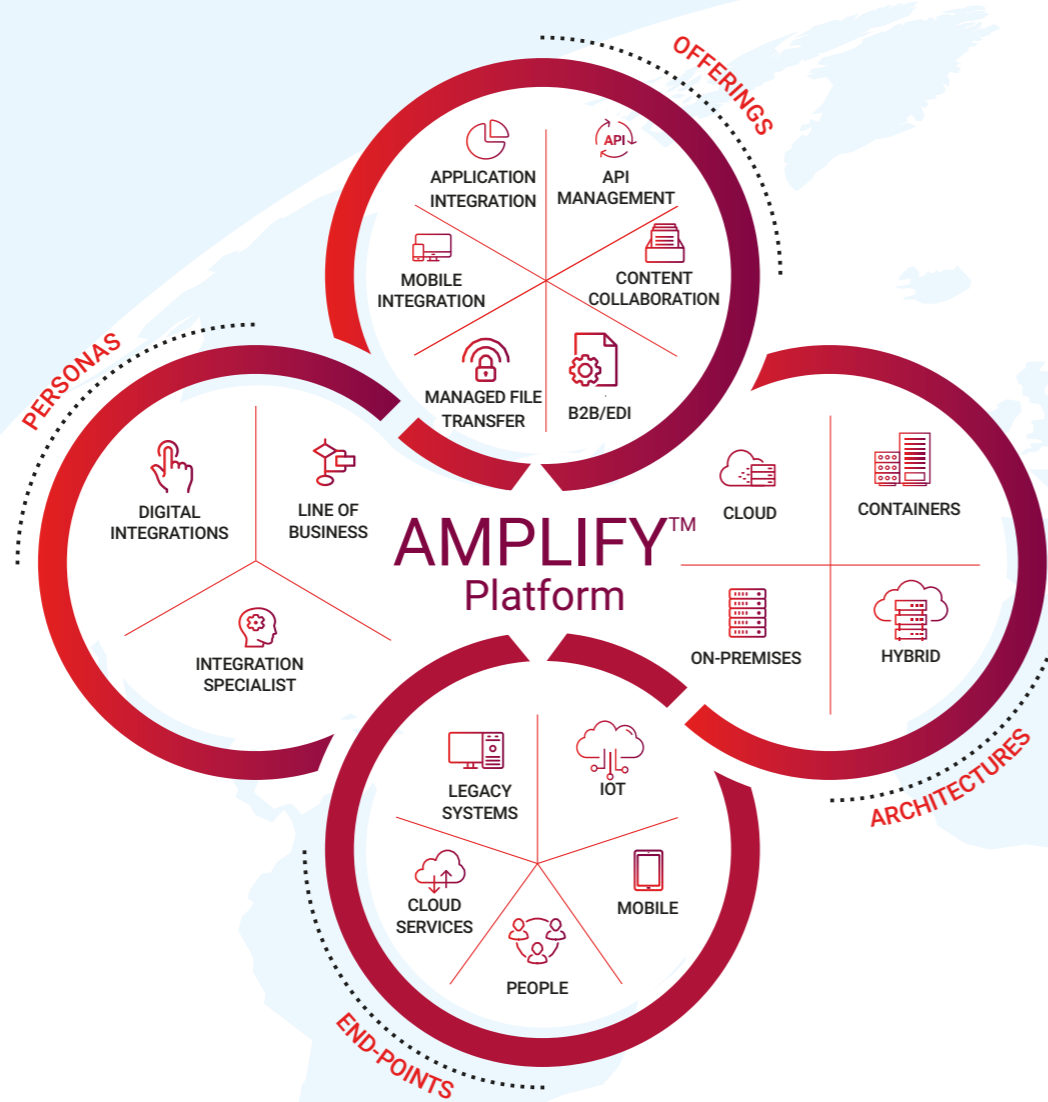 OFFERINGS
APPLICATION
INTEGRATION
API
API
MANAGEMENT
MOBILE
INTEGRATION
CONTENT
COLLABORATION
MANAGED FILE
TRANSFER
B2B/EDI
PERSONAS
DIGITAL
INTEGRATIONS
LINE OF
BUSINESS
INTEGRATION
SPECIALIST
AMPLIFY™
Platform
CLOUD
CONTAINERS
ON-PREMISES
HYBRID
ARCHITECTURES
LEGACY
SYSTEMS
IOT
CLOUD
SERVICES
MOBILE
PEOPLE
END-POINTS